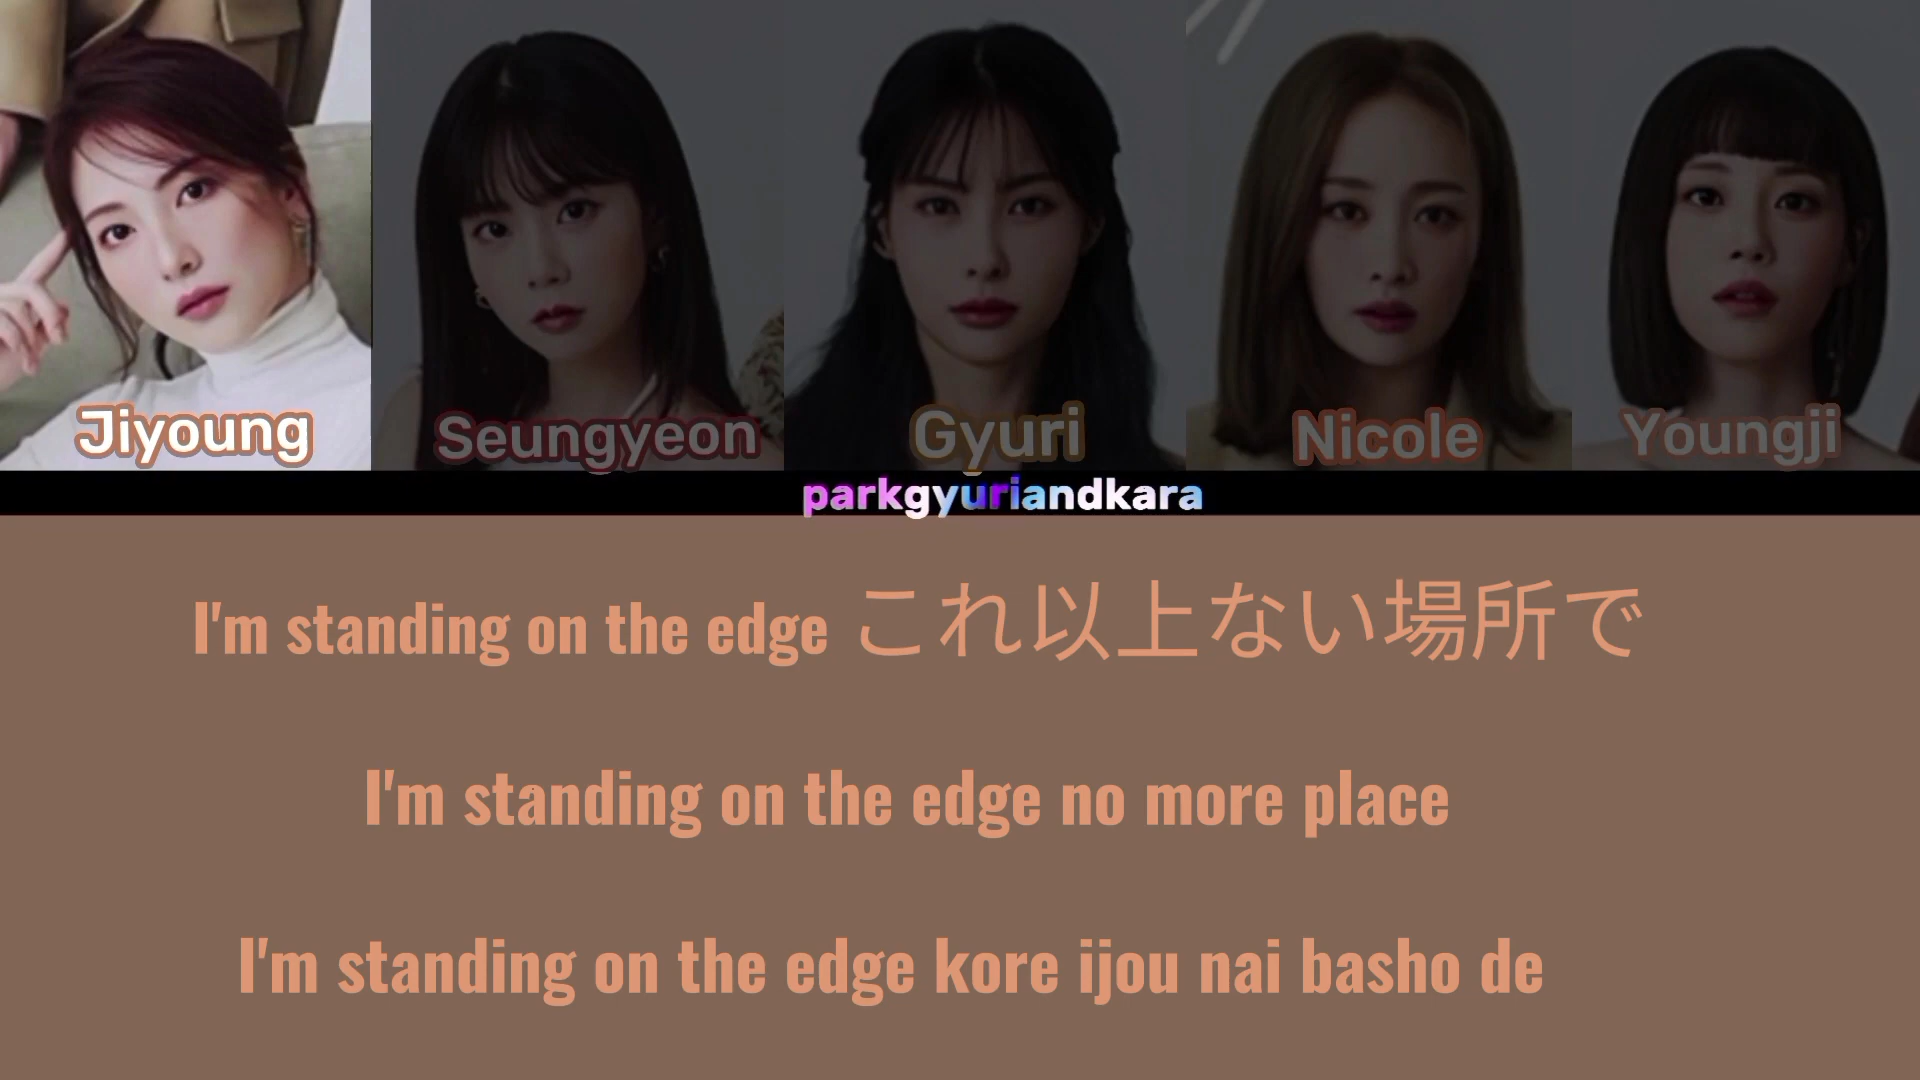 Jiyoung Seungyeon Gyuri Nicole Youngji
parkgyuriandkara
I'm standing on the edge これ以上ない場所で
I'm standing on the edge no more place
I'm standing on the edge kore ijou nai basho de